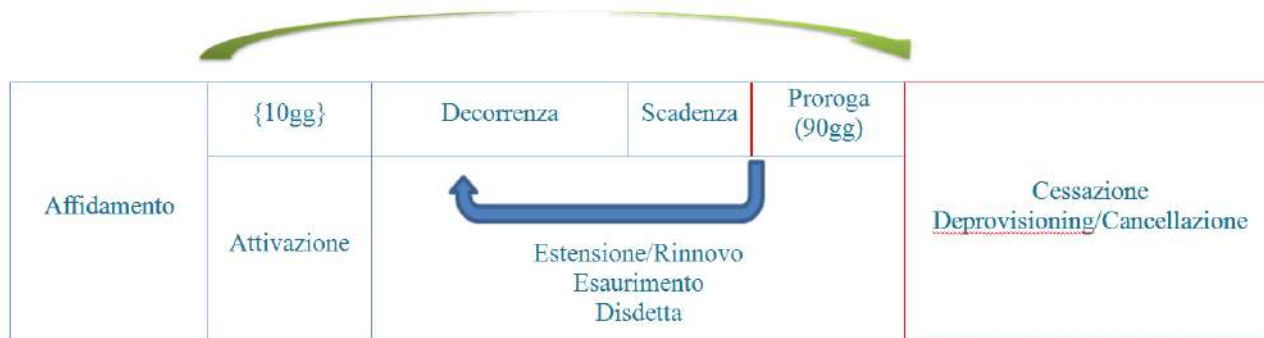 Affidamento
{10gg}
Attivazione
Decorrenza
Scadenza
Proroga
(90gg)
Estensione/Rinnovo
Esaurimento
Disdetta
Cessazione
Deprovisioning/Cancellazione